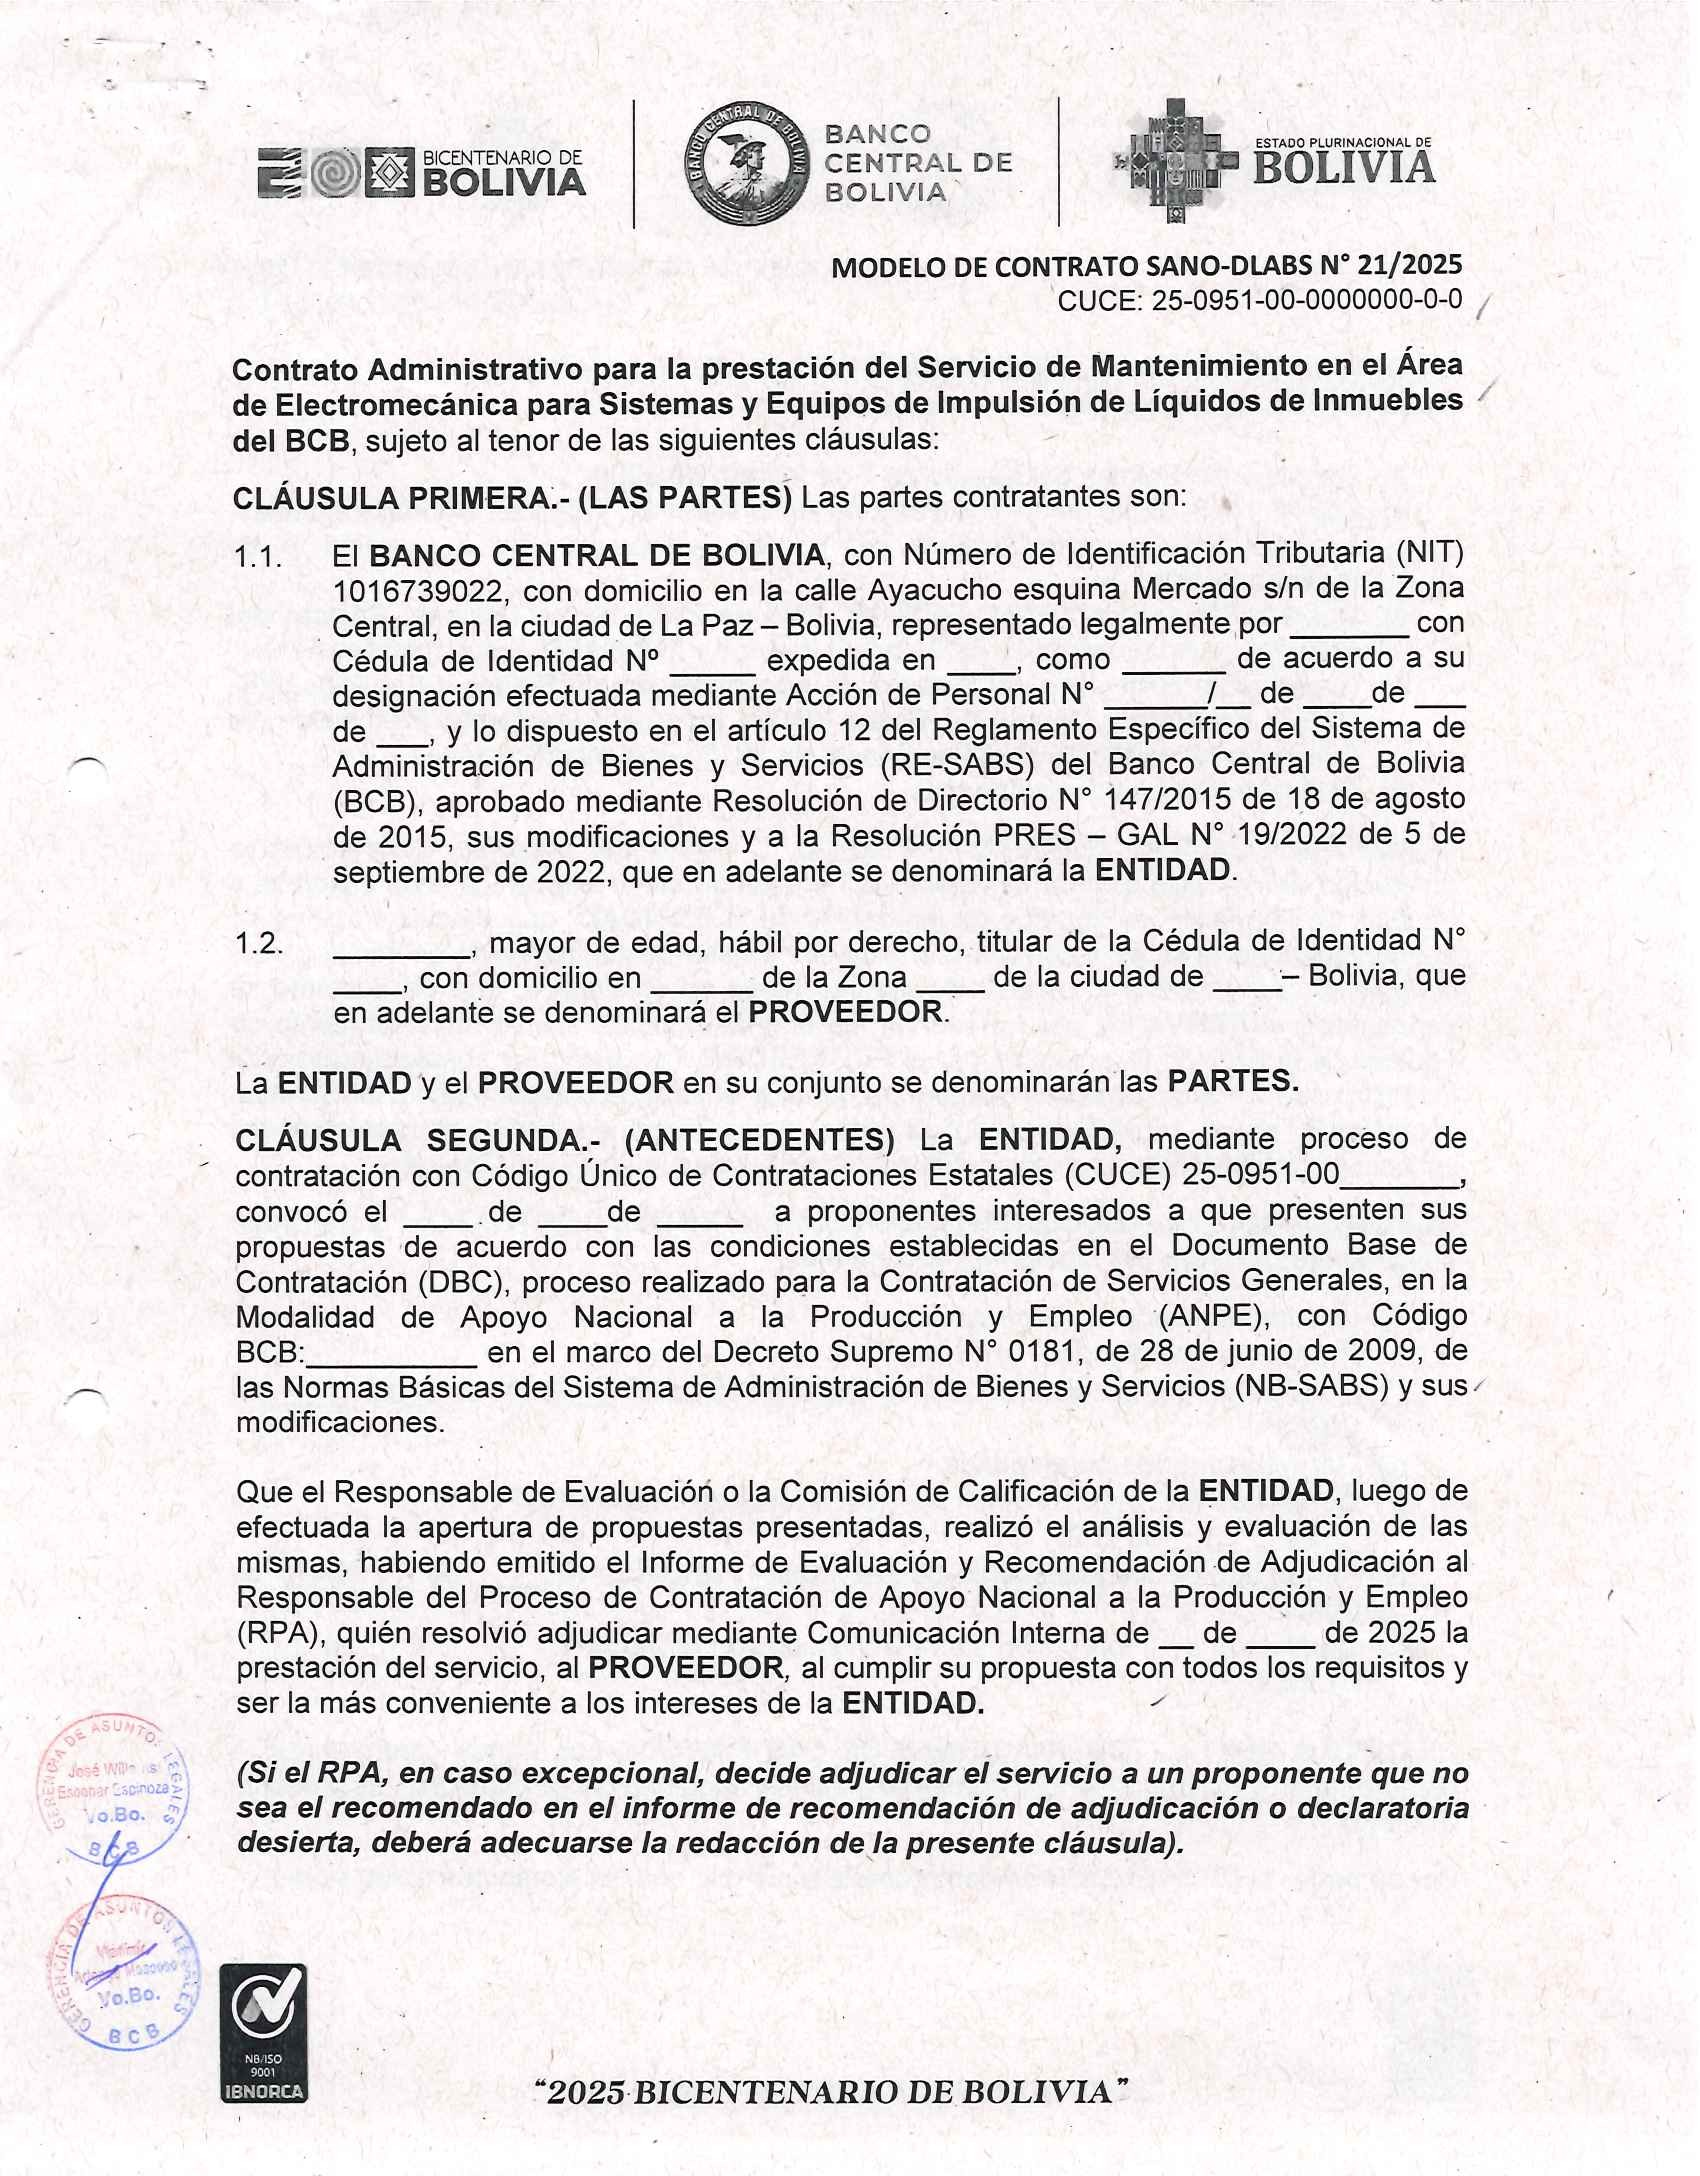 BICENTENARIO DE
BOLIVIA
BANCO CENTRAL DE BOLIVIA
BANCO
CENTRAL DE
BOLIVIA
ESTADO PLURINACIONAL DE
BOLIVIA
MODELO DE CONTRATO SANO-DLABS N° 21/2025
CUCE: 25-0951-00-0000000-0-0
Contrato Administrativo para la prestación del Servicio de Mantenimiento en el Área
de Electromecánica para Sistemas y Equipos de Impulsión de Líquidos de Inmuebles
del BCB, sujeto al tenor de las siguientes cláusulas:
CLÁUSULA PRIMERA.- (LAS PARTES) Las partes contratantes son:
1.1. El BANCO CENTRAL DE BOLIVIA, con Número de Identificación Tributaria (NIT)
1016739022, con domicilio en la calle Ayacucho esquina Mercado s/n de la Zona
Central, en la ciudad de La Paz – Bolivia, representado legalmente por _______ con
Cédula de Identidad Nº _____ expedida en ____, como ______ de acuerdo a su
designación efectuada mediante Acción de Personal N° ______/__ de ____de ___
de ___, y lo dispuesto en el artículo 12 del Reglamento Específico del Sistema de
Administración de Bienes y Servicios (RE-SABS) del Banco Central de Bolivia
(BCB), aprobado mediante Resolución de Directorio N° 147/2015 de 18 de agosto
de 2015, sus modificaciones y a la Resolución PRES – GAL N° 19/2022 de 5 de
septiembre de 2022, que en adelante se denominará la ENTIDAD.
1.2. ________, mayor de edad, hábil por derecho, titular de la Cédula de Identidad N°
____, con domicilio en ______ de la Zona ____ de la ciudad de ____– Bolivia, que
en adelante se denominará el PROVEEDOR.
La ENTIDAD y el PROVEEDOR en su conjunto se denominarán las PARTES.
CLÁUSULA SEGUNDA.- (ANTECEDENTES) La ENTIDAD, mediante proceso de
contratación con Código Único de Contrataciones Estatales (CUCE) 25-0951-00_______,
convocó el ____ de ____de _____ a proponentes interesados a que presenten sus
propuestas de acuerdo con las condiciones establecidas en el Documento Base de
Contratación (DBC), proceso realizado para la Contratación de Servicios Generales, en la
Modalidad de Apoyo Nacional a la Producción y Empleo (ANPE), con Código
BCB:__________ en el marco del Decreto Supremo N° 0181, de 28 de junio de 2009, de
las Normas Básicas del Sistema de Administración de Bienes y Servicios (NB-SABS) y sus
modificaciones.
Que el Responsable de Evaluación o la Comisión de Calificación de la ENTIDAD, luego de
efectuada la apertura de propuestas presentadas, realizó el análisis y evaluación de las
mismas, habiendo emitido el Informe de Evaluación y Recomendación de Adjudicación al
Responsable del Proceso de Contratación de Apoyo Nacional a la Producción y Empleo
(RPA), quién resolvió adjudicar mediante Comunicación Interna de __ de ____ de 2025 la
prestación del servicio, al PROVEEDOR, al cumplir su propuesta con todos los requisitos y
ser la más conveniente a los intereses de la ENTIDAD.
(Si el RPA, en caso excepcional, decide adjudicar el servicio a un proponente que no
sea el recomendado en el informe de recomendación de adjudicación o declaratoria
desierta, deberá adecuarse la redacción de la presente cláusula).
GERENCIA DE ASUNTOS LEGALES
José
Escobar Espinoza
Vo.Bo.
BCB
GERENCIA DE ASUNTOS LEGALES
Vo.Bo.
BCB
NB/ISO
9001
IBNORCA
“2025 BICENTENARIO DE BOLIVIA”